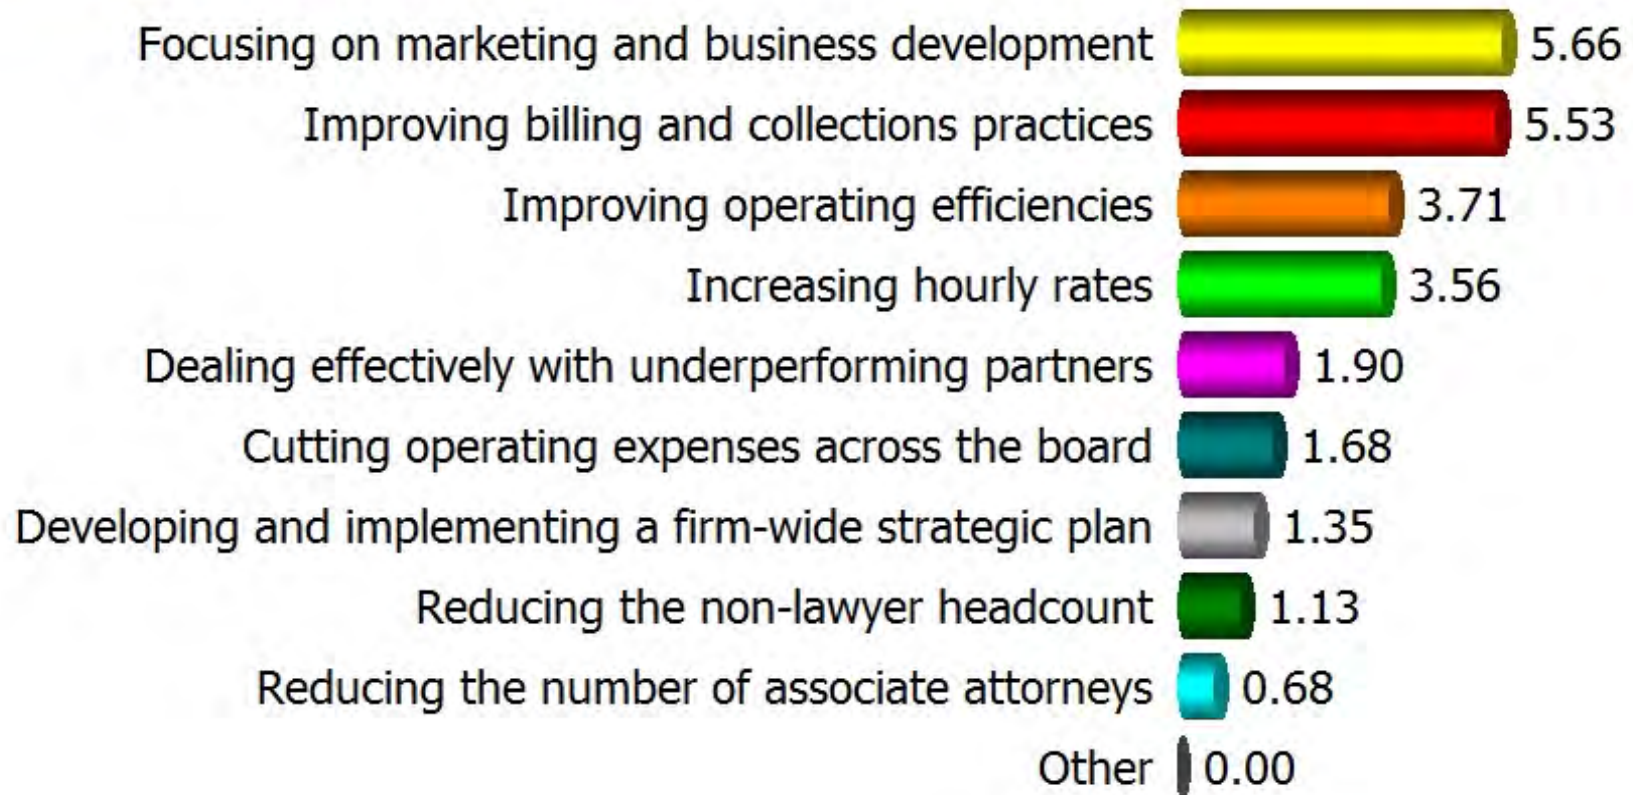 Focusing on marketing and business development 5.66
Improving billing and collections practices 5.53
Improving operating efficiencies 3.71
Increasing hourly rates 3.56
Dealing effectively with underperforming partners 1.90
Cutting operating expenses across the board 1.68
Developing and implementing a firm-wide strategic plan 1.35
Reducing the non-lawyer headcount 1.13
Reducing the number of associate attorneys 0.68
Other 0.00